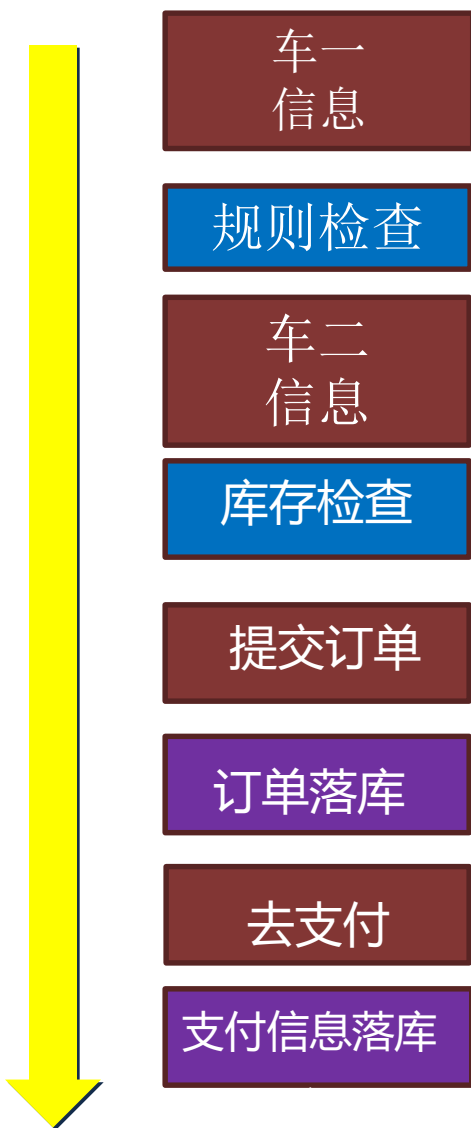 车一
信息
规则检查
车二
信息
库存检查
提交订单
订单落库
去支付
支付信息落库